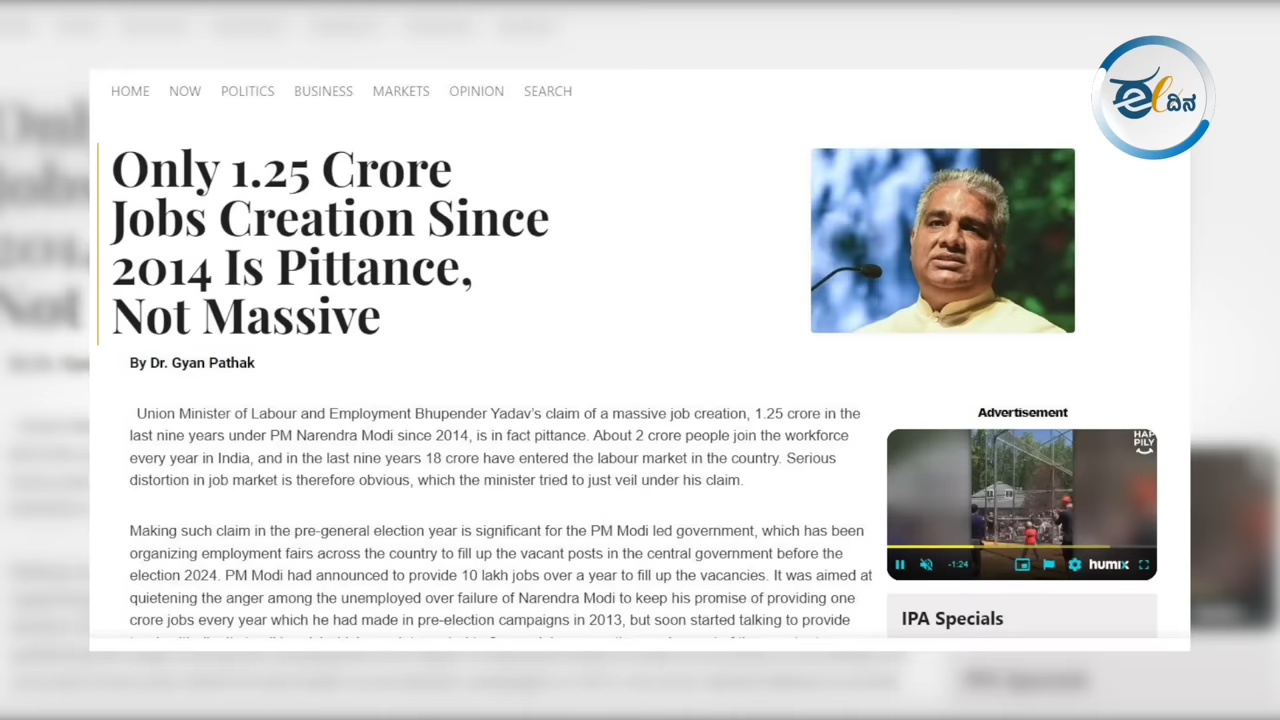 HOME NOW POLITICS BUSINESS MARKETS OPINION SEARCH
eಲ ದಿನ
Only 1.25 Crore
Jobs Creation Since
2014 Is Pittance,
Not Massive
By Dr. Gyan Pathak
Union Minister of Labour and Employment Bhupender Yadav's claim of a massive job creation, 1.25 crore in the
last nine years under PM Narendra Modi since 2014, is in fact pittance. About 2 crore people join the workforce
every year in India, and in the last nine years 18 crore have entered the labour market in the country. Serious
distortion in job market is therefore obvious, which the minister tried to just veil under his claim.
Making such claim in the pre-general election year is significant for the PM Modi led government, which has been
organizing employment fairs across the country to fill up the vacant posts in the central government before the
election 2024. PM Modi had announced to provide 10 lakh jobs over a year to fill up the vacancies. It was aimed at
quietening the anger among the unemployed over failure of Narendra Modi to keep his promise of providing one
crore jobs every year which he had made in pre-election campaigns in 2013, but soon started talking to provide
Advertisement
HAP
PILY
-1:24
humix
IPA Specials